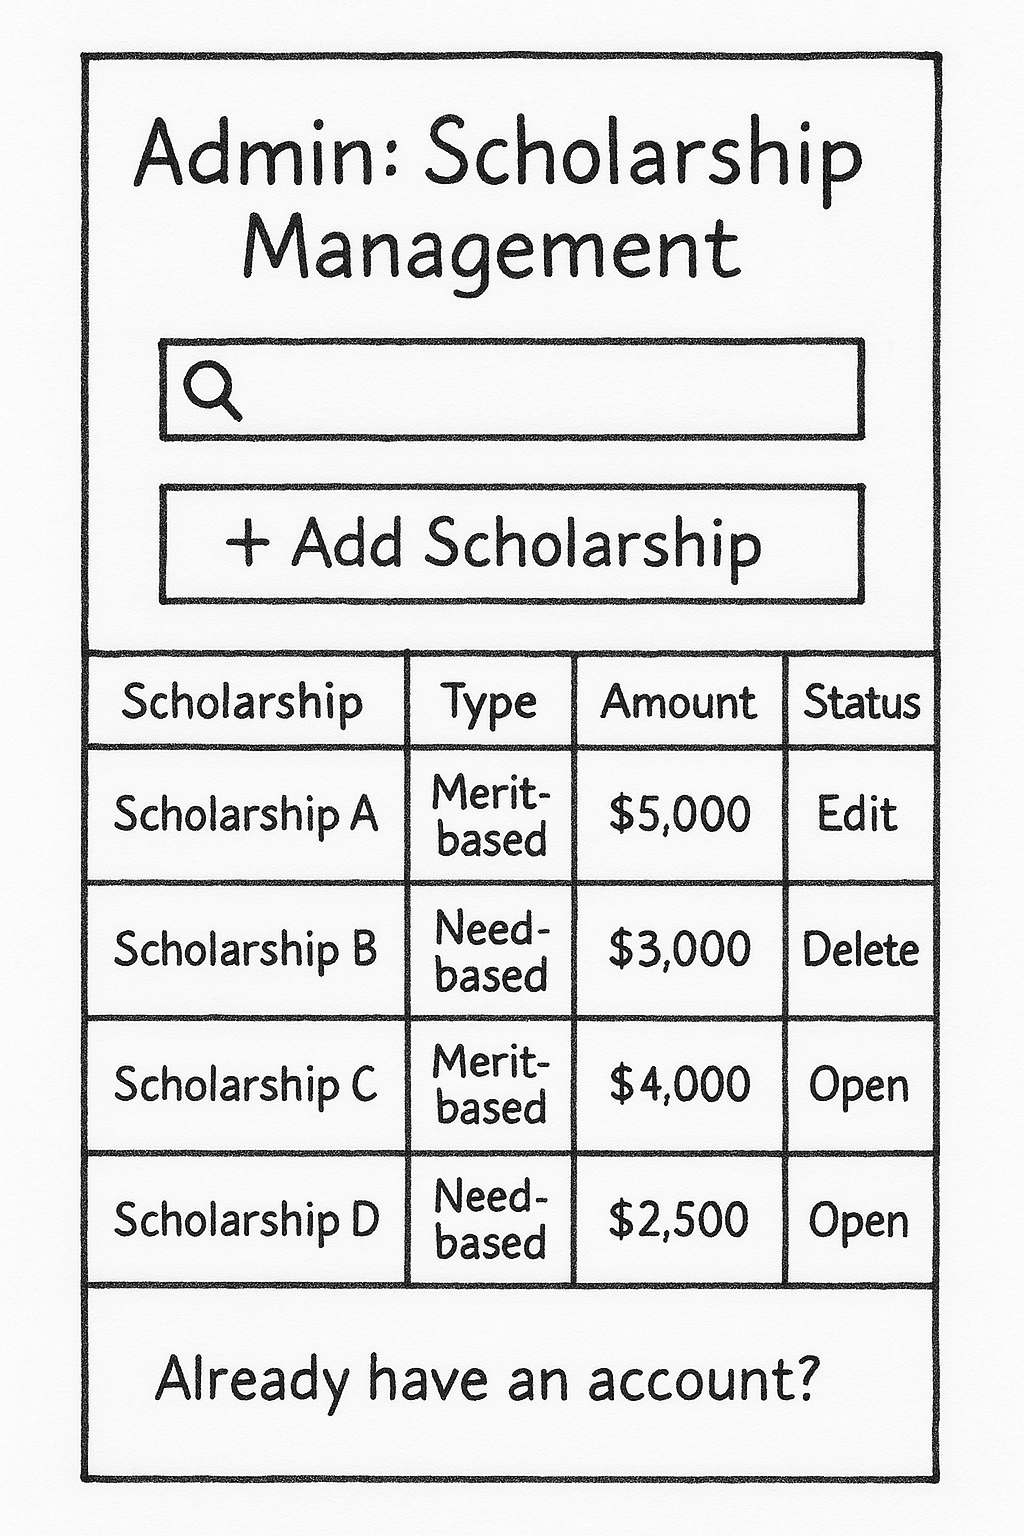 Admin: Scholarship
Management
+ Add Scholarship
Scholarship Type Amount Status
Scholarship A Merit-
based $5,000 Edit
Scholarship B Need-
based $3,000 Delete
Scholarship C Merit-
based $4,000 Open
Scholarship D Need-
based $2,500 Open
Already have an account?